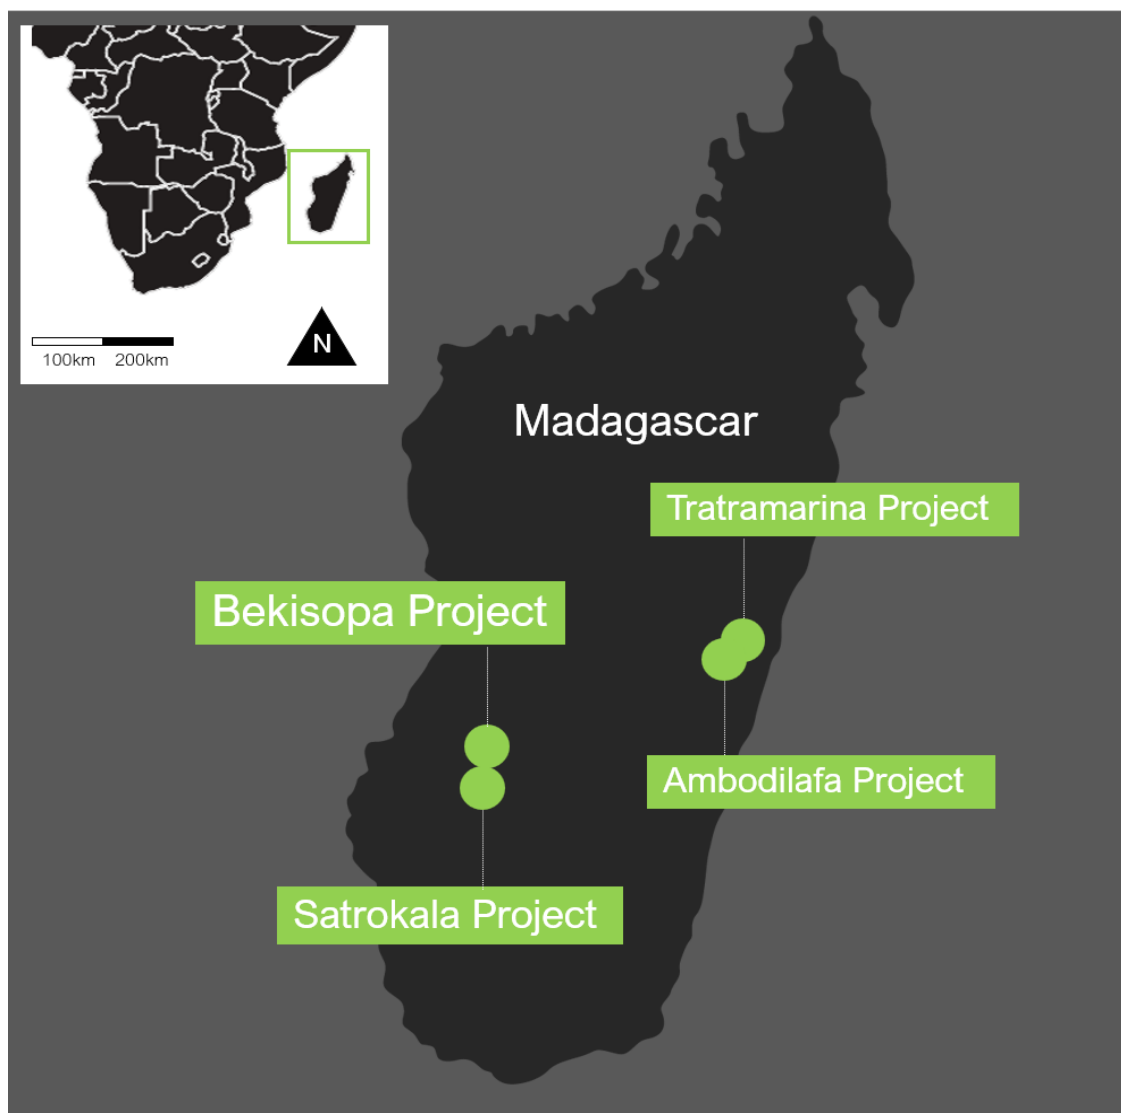 100km 200km
N
Madagascar
Tratramarina Project
Bekisopa Project
Ambodilafa Project
Satrokala Project